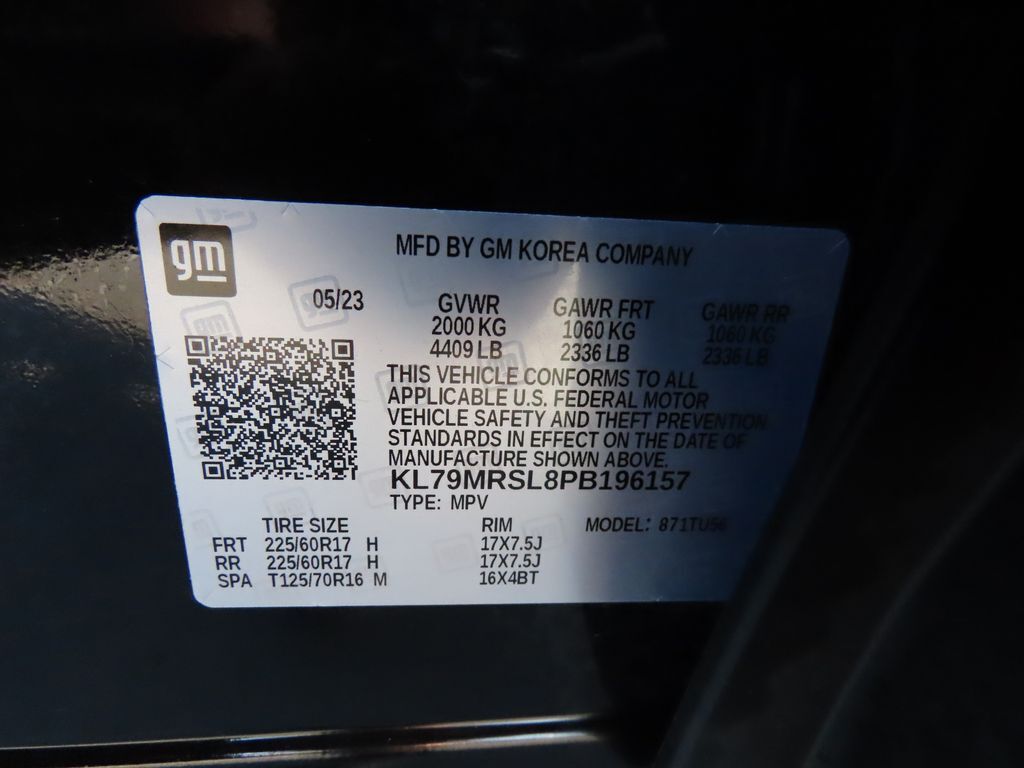 gm
MFD BY GM KOREA COMPANY
05/23 GVWR GAWR FRT GAWR RR
2000 KG 1060 KG 1060 KG
4409 LB 2336 LB 2336 LB
THIS VEHICLE CONFORMS TO ALL
APPLICABLE U.S. FEDERAL MOTOR
VEHICLE SAFETY AND THEFT PREVENTION
STANDARDS IN EFFECT ON THE DATE OF
MANUFACTURE SHOWN ABOVE.
KL79MRSL8PB196157
TYPE: MPV
TIRE SIZE RIM MODEL: 871TU56
FRT 225/60R17 H 17X7.5J
RR 225/60R17 H 17X7.5J
SPA T125/70R16 M 16X4BT